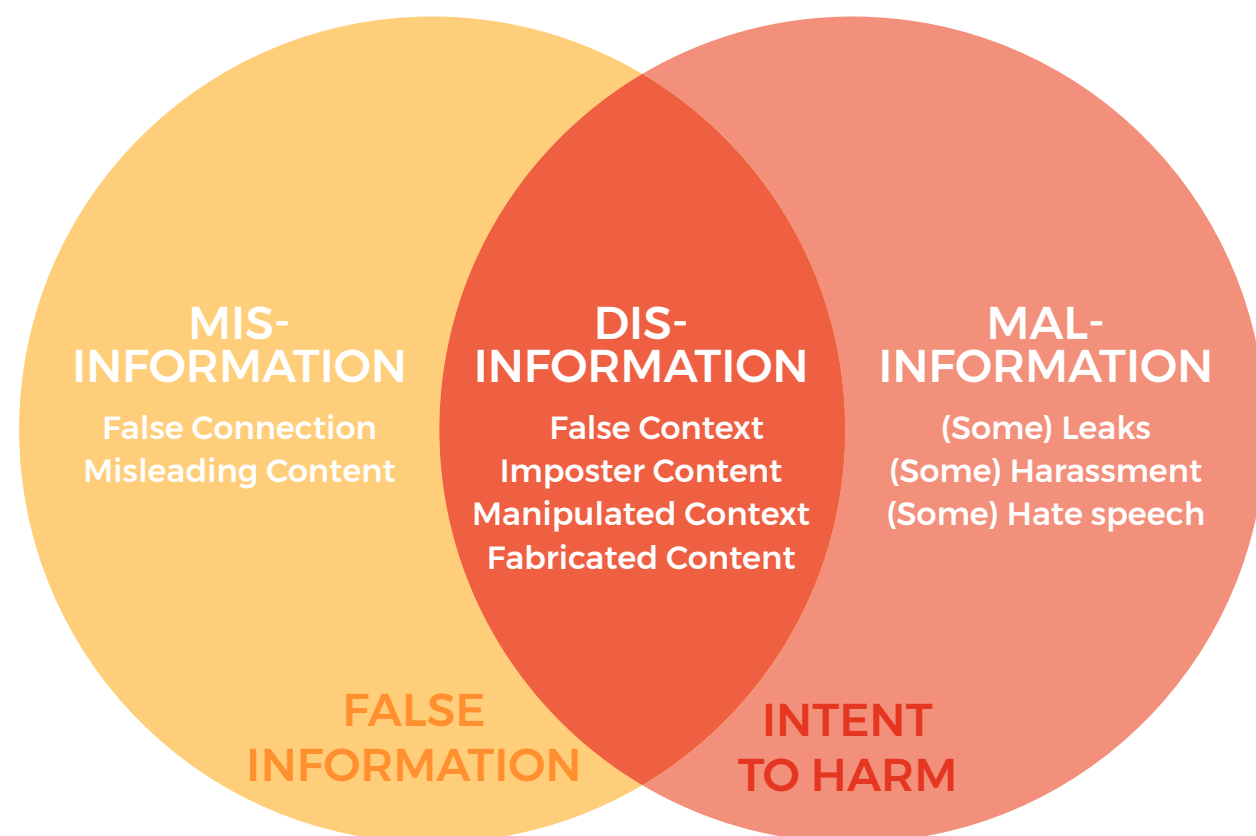 MIS-
INFORMATION
False Connection
Misleading Content
DIS-
INFORMATION
False Context
Imposter Content
Manipulated Context
Fabricated Content
MAL-
INFORMATION
(Some) Leaks
(Some) Harassment
(Some) Hate speech
FALSE
INFORMATION
INTENT
TO HARM